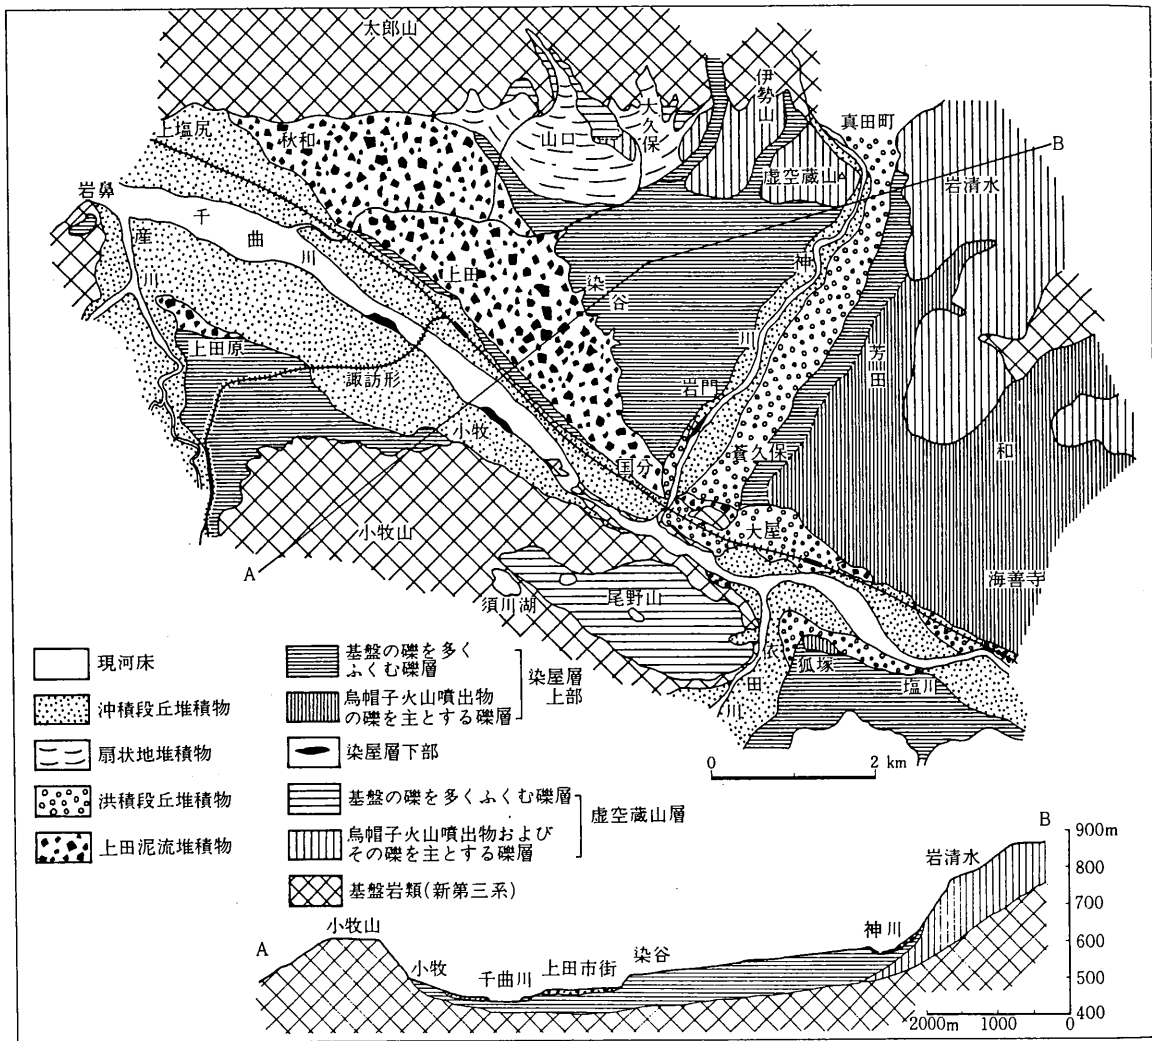 太郎山
伊勢山
大久保
真田町
上塩尻
秋和
山口
虚空蔵山
B
岩清水
岩鼻
産川
千曲川
上田
染谷
神川
上田原
諏訪形
岩門
芳田
小牧
国分
蒼久保
和
小牧山
大屋
A
須川湖
尾野山
海善寺
依田川
狐塚
塩川
現河床
沖積段丘堆積物
扇状地堆積物
洪積段丘堆積物
上田泥流堆積物
基盤の礫を多く
ふくむ礫層
烏帽子火山噴出物
の礫を主とする礫層
染屋層
上部
染屋層下部
基盤の礫を多くふくむ礫層
烏帽子火山噴出物および
その礫を主とする礫層
虚空蔵山層
基盤岩類(新第三系)
0 2 km
A
小牧山
小牧
千曲川
上田市街
染谷
神川
岩清水
B
900m
800
700
600
500
400
2000m 1000 0